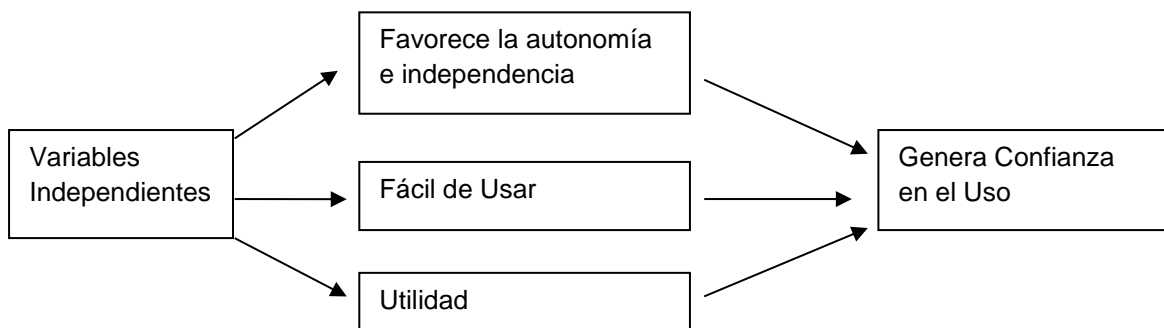 Favorece la autonomía
e independencia
Variables
Independientes
Fácil de Usar
Utilidad
Genera Confianza
en el Uso